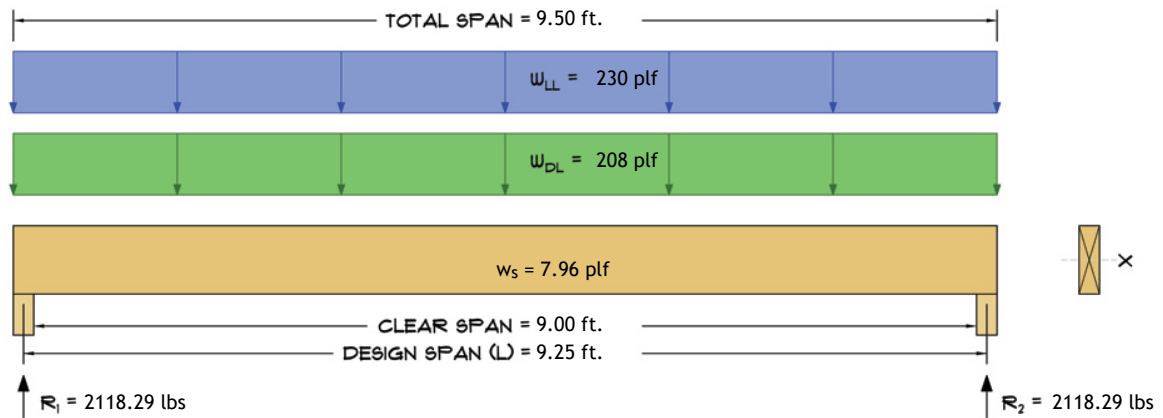 TOTAL SPAN = 9.50 ft.
WLL = 230 plf
WDL = 208 plf
ws = 7.96 plf
X
CLEAR SPAN = 9.00 ft.
DESIGN SPAN (L) = 9.25 ft.
R1 = 2118.29 lbs
R2 = 2118.29 lbs